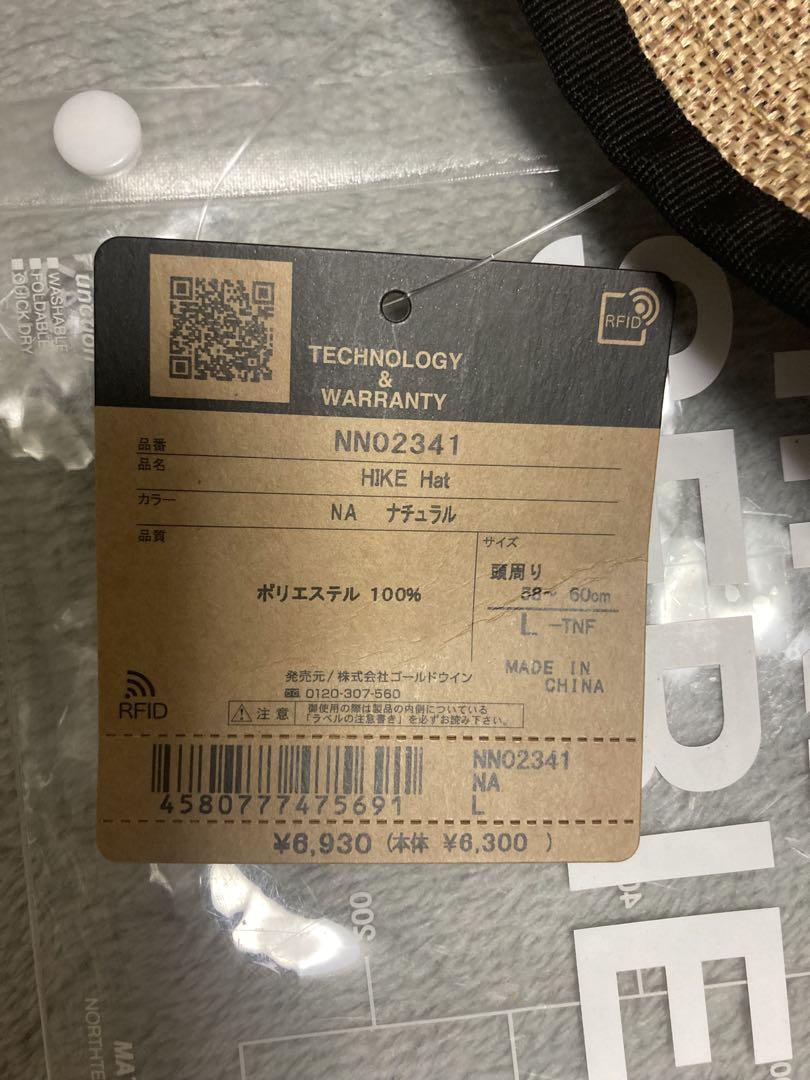 Function
■WASHABLE
■FOLDABLE
■QUICK DRY
RFID
TECHNOLOGY
&
WARRANTY
品番 NN02341
品名 HIKE Hat
カラー NA ナチュラル
品質
ポリエステル 100%
サイズ
頭周り
58~ 60cm
L -TNF
MADE IN
CHINA
発売元/株式会社ゴールドウイン
0120-307-560
RFID
注意
御使用の際は製品の内側についている
「ラベルの注意書き」を必ずお読み下さい。
4580777475691
NN02341
NA
L
¥6,930 (本体 ¥6,300 )